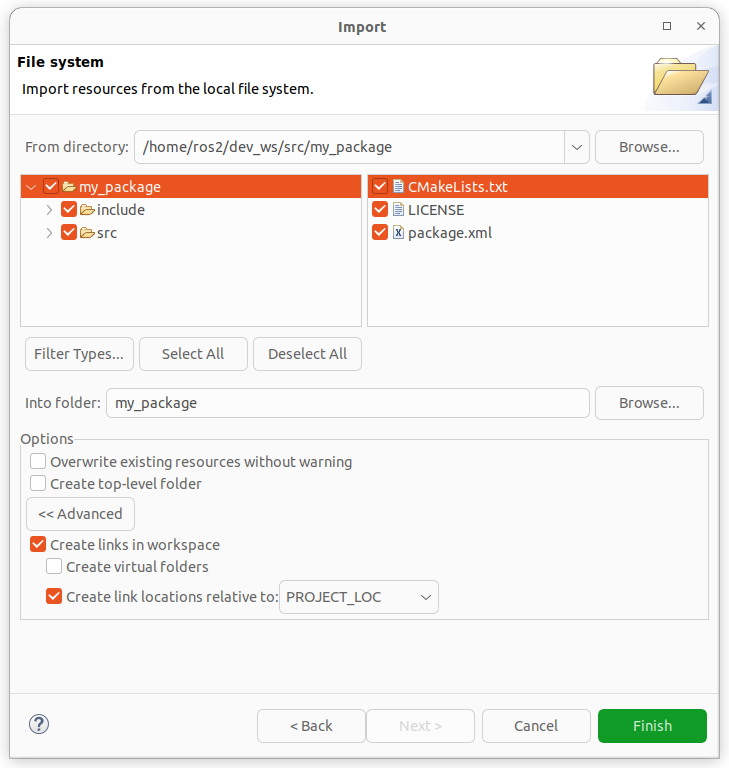 Import
File system
Import resources from the local file system.
From directory: /home/ros2/dev_ws/src/my_package Browse...
my_package CMakeLists.txt
include LICENSE
src package.xml
Filter Types... Select All Deselect All
Into folder: my_package Browse...
Options
Overwrite existing resources without warning
Create top-level folder
<< Advanced
Create links in workspace
Create virtual folders
Create link locations relative to: PROJECT_LOC
? < Back Next > Cancel Finish